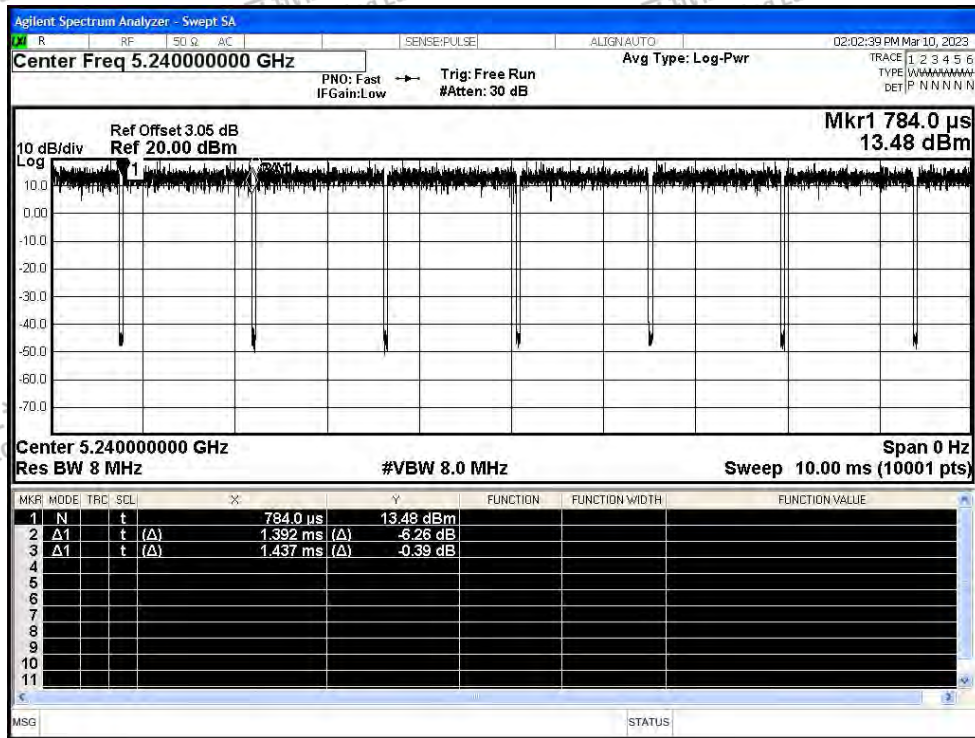 Agilent Spectrum Analyzer - Swept SA
LXI R RF 50 Ω AC SENSE:PULSE ALIGN AUTO 02:02:39 PM Mar 10, 2023
Center Freq 5.240000000 GHz Avg Type: Log-Pwr TRACE 1 2 3 4 5 6
PNO: Fast Trig: Free Run TYPE WWWWWW
IFGain:Low #Atten: 30 dB DET P N N N N N
Mkr1 784.0 µs
Ref Offset 3.05 dB
10 dB/div Ref 20.00 dBm 13.48 dBm
Log
1
10.0
0.00
-10.0
-20.0
-30.0
-40.0
-50.0
-60.0
-70.0
Center 5.240000000 GHz Span 0 Hz
Res BW 8 MHz #VBW 8.0 MHz Sweep 10.00 ms (10001 pts)
MKR MODE TRC SCL X Y FUNCTION FUNCTION WIDTH FUNCTION VALUE
1 N t 784.0 µs 13.48 dBm
2 Δ1 t (Δ) 1.392 ms (Δ) -6.26 dB
3 Δ1 t (Δ) 1.437 ms (Δ) -0.39 dB
4
5
6
7
8
9
10
11
MSG STATUS